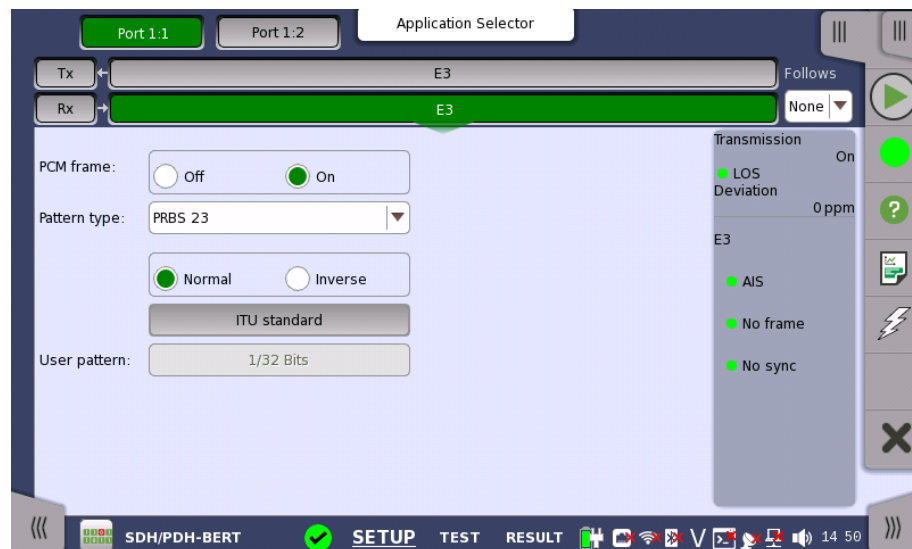 Application Selector
Port 1:1 Port 1:2
Tx E3 Follows
Rx E3 None
PCM frame: Off On
Pattern type: PRBS 23
Normal Inverse
ITU standard
User pattern: 1/32 Bits
Transmission
On
LOS
Deviation
0 ppm
E3
AIS
No frame
No sync
?
SDH/PDH-BERT SETUP TEST RESULT V 14 50